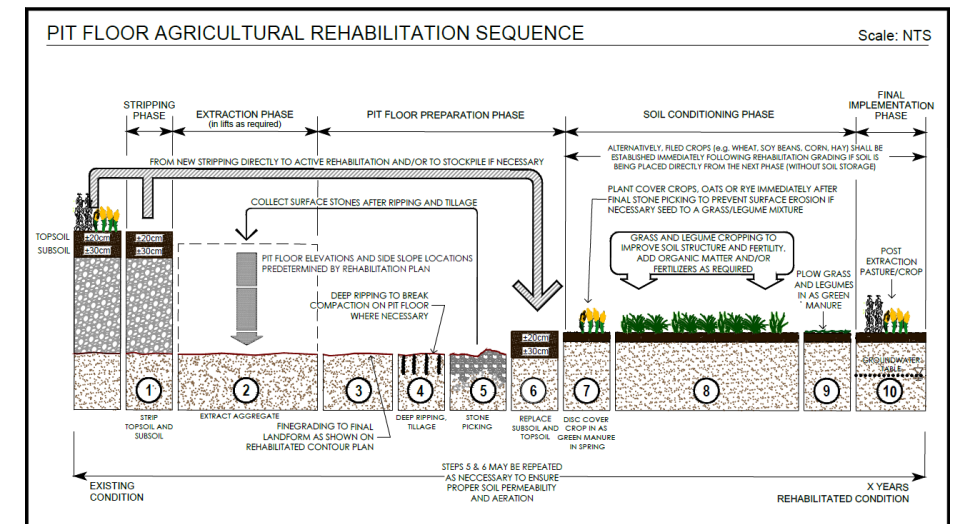 PIT FLOOR AGRICULTURAL REHABILITATION SEQUENCE
Scale: NTS
STRIPPING
PHASE
EXTRACTION PHASE
(in lifts as required)
PIT FLOOR PREPARATION PHASE
SOIL CONDITIONING PHASE
FINAL
IMPLEMENTATION
PHASE
FROM NEW STRIPPING DIRECTLY TO ACTIVE REHABILITATION AND/OR TO STOCKPILE IF NECESSARY
ALTERNATIVELY, FILED CROPS (e.g. WHEAT, SOY BEANS, CORN, HAY) SHALL BE
ESTABLISHED IMMEDIATELY FOLLOWING REHABILITATION GRADING IF SOIL IS
BEING PLACED DIRECTLY FROM THE NEXT PHASE (WITHOUT SOIL STORAGE)
COLLECT SURFACE STONES AFTER RIPPING AND TILLAGE
PLANT COVER CROPS, OATS OR RYE IMMEDIATELY AFTER
FINAL STONE PICKING TO PREVENT SURFACE EROSION IF
NECESSARY SEED TO A GRASS/LEGUME MIXTURE
TOPSOIL
SUBSOIL
±20cm
±30cm
±20cm
±30cm
PIT FLOOR ELEVATIONS AND SIDE SLOPE LOCATIONS
PREDETERMINED BY REHABILITATION PLAN
DEEP RIPPING TO BREAK
COMPACTION ON PIT FLOOR
WHERE NECESSARY
GRASS AND LEGUME CROPPING TO
IMPROVE SOIL STRUCTURE AND FERTILITY.
ADD ORGANIC MATTER AND/OR
FERTILIZERS AS REQUIRED
PLOW GRASS
AND LEGUMES
IN AS GREEN
MANURE
POST
EXTRACTION
PASTURE/CROP
±20cm
±30cm
GROUNDWATER
TABLE
1
2
3
4
5
6
7
8
9
10
STRIP
TOPSOIL AND
SUBSOIL
EXTRACT AGGREGATE
FINEGRADING TO FINAL
LANDFORM AS SHOWN ON
REHABILITATED CONTOUR PLAN
DEEP RIPPING,
TILLAGE
STONE
PICKING
REPLACE
SUBSOIL AND
TOPSOIL
DISC COVER
CROP IN AS
GREEN MANURE
IN SPRING
EXISTING
CONDITION
STEPS 5 & 6 MAY BE REPEATED
AS NECCESSARY TO ENSURE
PROPER SOIL PERMEABILITY
AND AERATION
X YEARS
REHABILITATED CONDITION